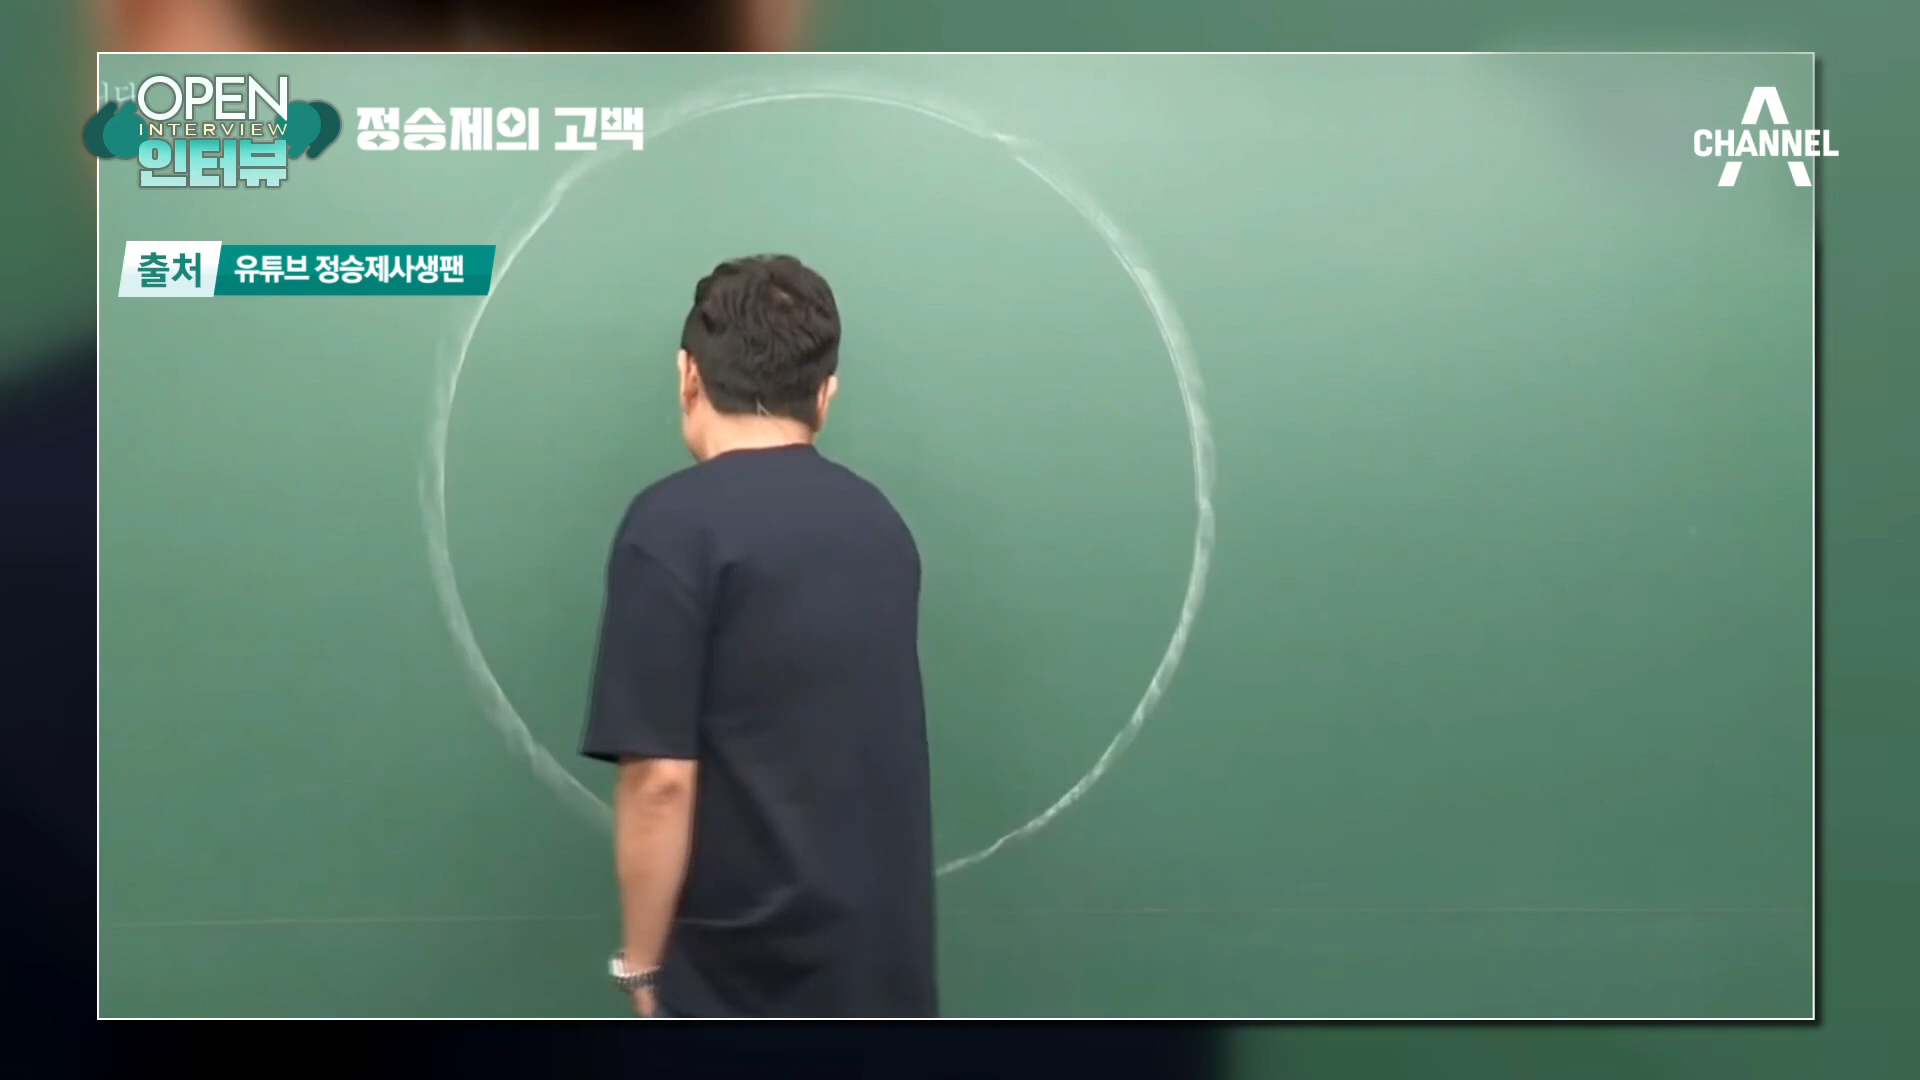 OPEN
INTERVIEW
인터뷰
정승제의 고백
CHANNEL A
출처 유튜브 정승제사생팬